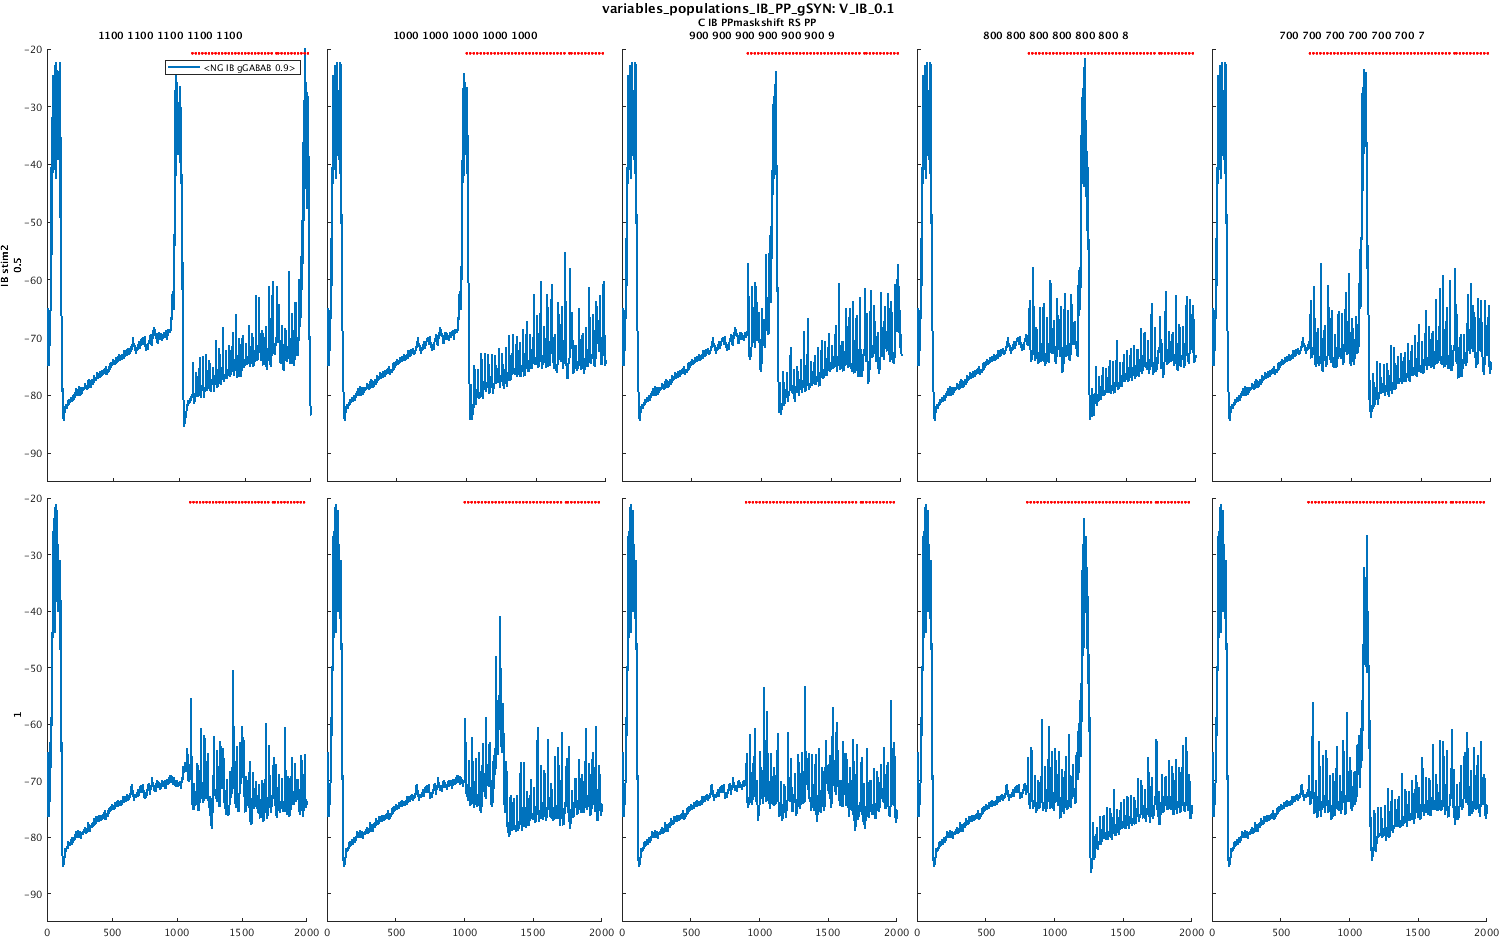 variables_populations_IB_PP_gSYN: V_IB_0.1
C IB PPmaskshift RS PP
1100 1100 1100 1100 1100
1000 1000 1000 1000 1000
900 900 900 900 900 900 9
800 800 800 800 800 800 8
700 700 700 700 700 700 7
<NG IB gGABAB 0.9>
IB stim2
0.5
-20
-30
-40
-50
-60
-70
-80
-90
1
-20
-30
-40
-50
-60
-70
-80
-90
0 500 1000 1500 2000
0 500 1000 1500 2000
0 500 1000 1500 2000
0 500 1000 1500 2000
0 500 1000 1500 2000